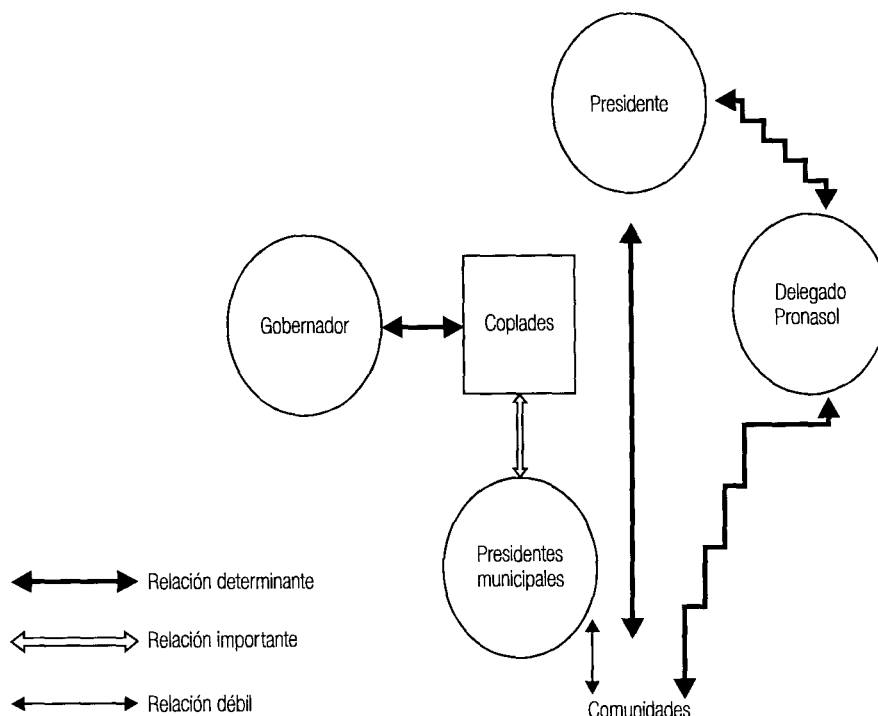 Presidente
Delegado
Pronasol
Gobernador
Coplades
Presidentes
municipales
Relación determinante
Relación importante
Relación débil
Comunidades